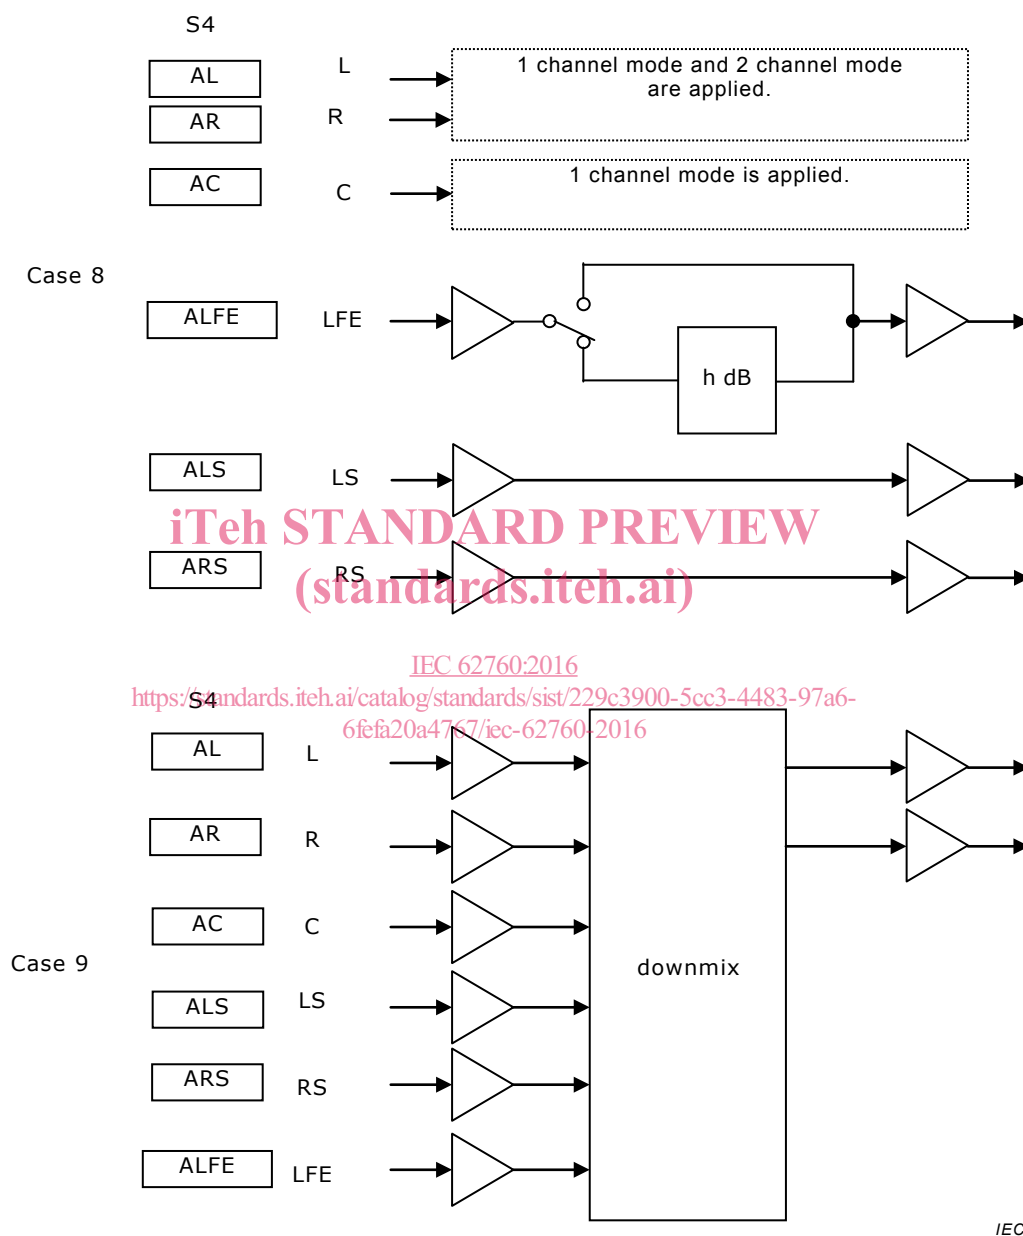 S4
AL L 1 channel mode and 2 channel mode
are applied.
AR R
AC C 1 channel mode is applied.
Case 8
ALFE LFE
h dB
ALS LS
iTeh STANDARD PREVIEW
ARS RS
(standards.iteh.ai)
IEC 62760:2016
https://standards.iteh.ai/catalog/standards/sist/229c3900-5cc3-4483-97a6-
S4
6fefa20a4767/iec-62760-2016
AL L
AR R
AC C
Case 9
downmix
ALS LS
ARS RS
ALFE LFE
IEC